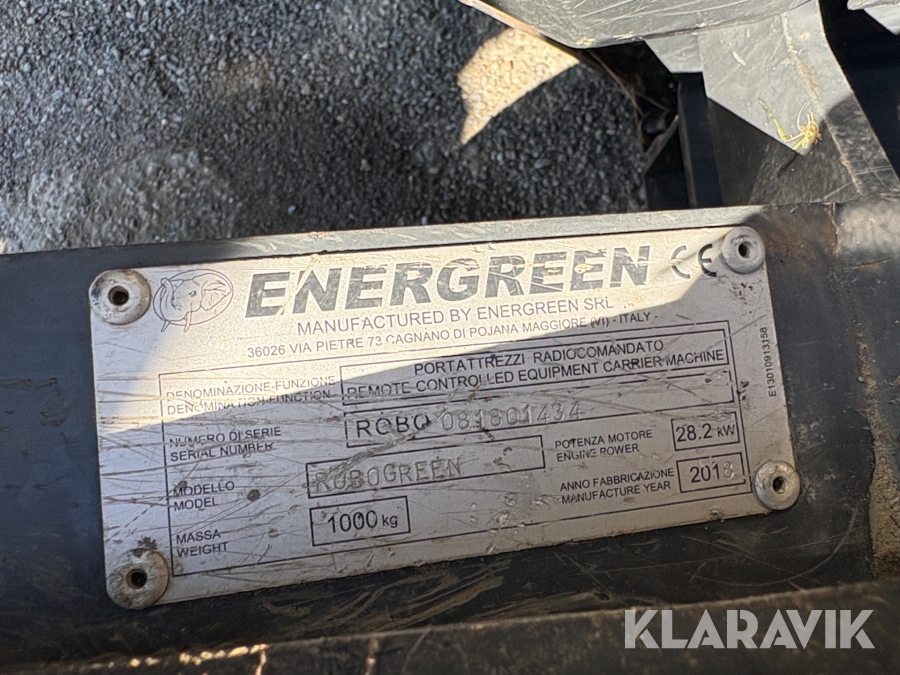 ENERGREEN CE
MANUFACTURED BY ENERGREEN SRL
36026 VIA PIETRE 73 CAGNANO DI POJANA MAGGIORE (VI) - ITALY -
DENOMINAZIONE-FUNZIONE
DENOMINATION-FUNCTION
PORTATTREZZI RADIOCOMANDATO
REMOTE CONTROLLED EQUIPMENT CARRIER MACHINE
NUMERO DI SERIE
SERIAL NUMBER
ROBO 081801434
MODELLO
MODEL
ROBOGREEN
POTENZA MOTORE
ENGINE POWER
28.2 kW
MASSA
WEIGHT
1000 kg
ANNO FABBRICAZIONE
MANUFACTURE YEAR
2018
E13010913158
KLARAVIK